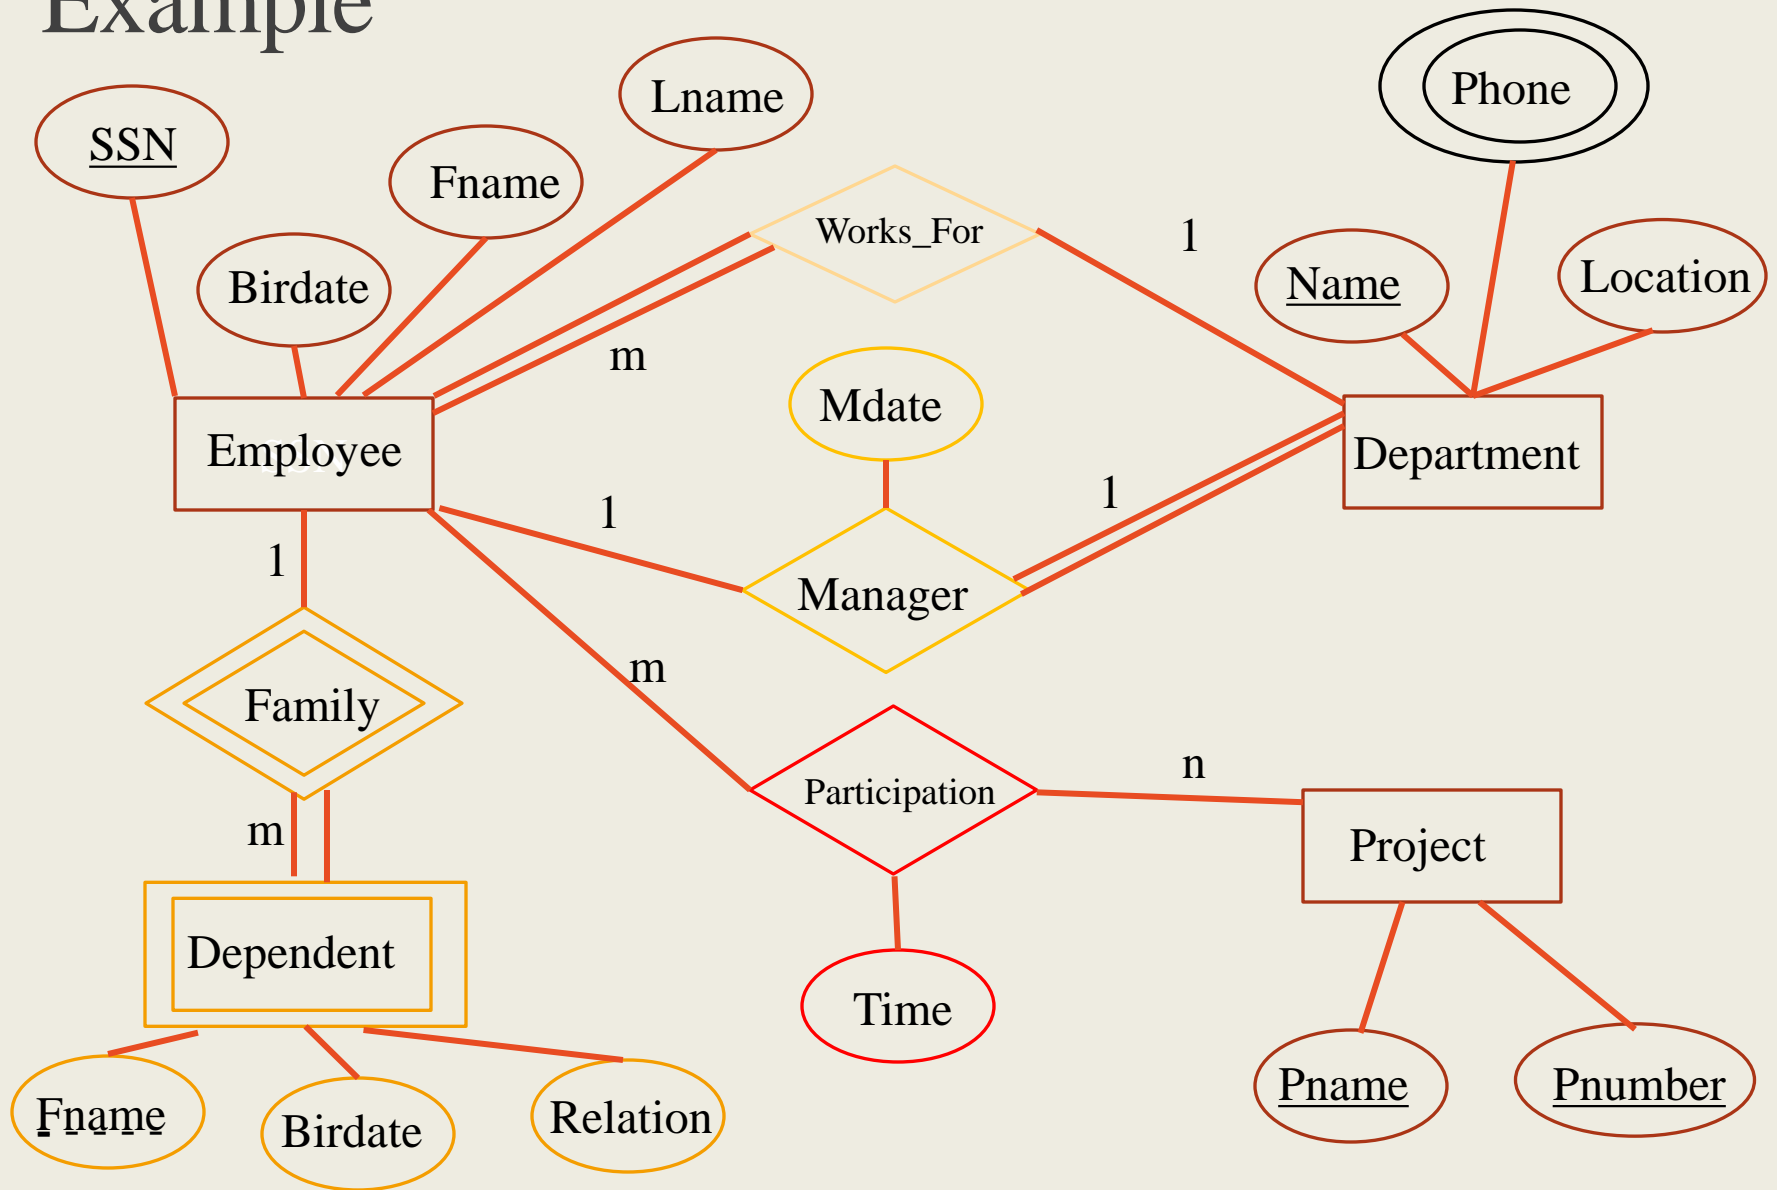 Example
Lname
Phone
SSN
Fname
Works_For
1
Name
Location
Birdate
m
Mdate
Employee
Department
1
1
1
Manager
m
Family
n
Participation
m
Project
Dependent
Time
Pname
Pnumber
Fname
Birdate
Relation